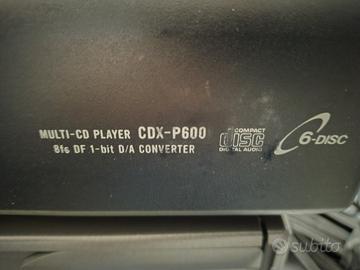 MULTI-CD PLAYER CDX-P600
8fs DF 1-bit D/A CONVERTER
COMPACT
disc
DIGITAL AUDIO
6-DISC
subito